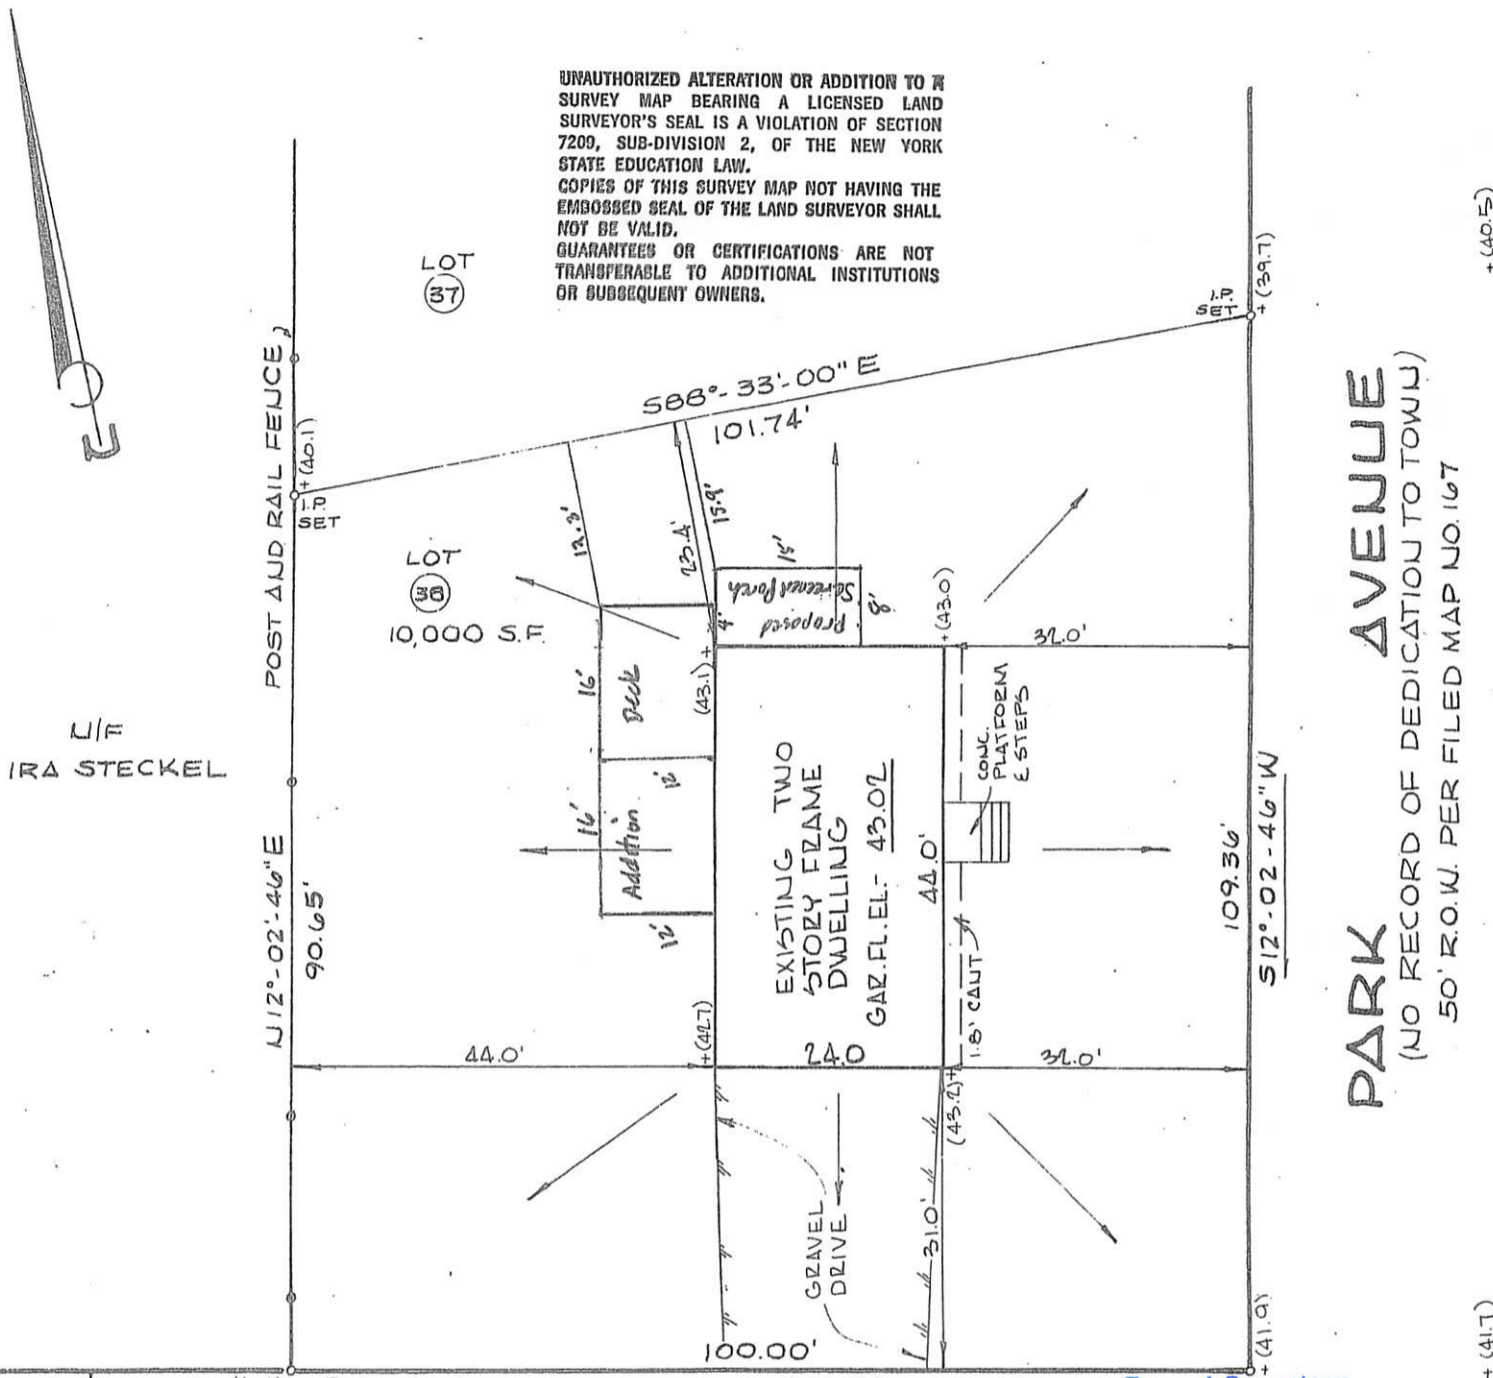 UNAUTHORIZED ALTERATION OR ADDITION TO A
SURVEY MAP BEARING A LICENSED LAND
SURVEYOR'S SEAL IS A VIOLATION OF SECTION
7209, SUB-DIVISION 2, OF THE NEW YORK
STATE EDUCATION LAW.
COPIES OF THIS SURVEY MAP NOT HAVING THE
EMBOSSED SEAL OF THE LAND SURVEYOR SHALL
NOT BE VALID.
GUARANTEES OR CERTIFICATIONS ARE NOT
TRANSFERABLE TO ADDITIONAL INSTITUTIONS
OR SUBSEQUENT OWNERS.
LOT
37
POST AND RAIL FENCE
+(40.1)
I.P.
SET
S88°-33'-00" E
101.74'
I.P.
SET
+(39.7)
+(40.5)
LOT
38
10,000 S.F.
12.3'
23.4'
15.9'
15'
Proposed
Screened Porch
8'
4'
+(43.0)
32.0'
16'
Deck
(43.1)+
12'
16'
Addition
12'
N/F
IRA STECKEL
N12°-02'-46"E
90.65'
EXISTING TWO
STORY FRAME
DWELLING
GAR.FL.EL.- 43.02
44.0'
CONC.
PLATFORM
& STEPS
1.8' CANT
109.36'
S12°-02-46"W
PARK AVENUE
(NO RECORD OF DEDICATION TO TOWN)
50' R.O.W. PER FILED MAP NO.167
44.0'
+(42.7)
24.0
(43.2)+
32.0'
GRAVEL
DRIVE
31.0'
100.00'
+(41.9)
+(41.7)